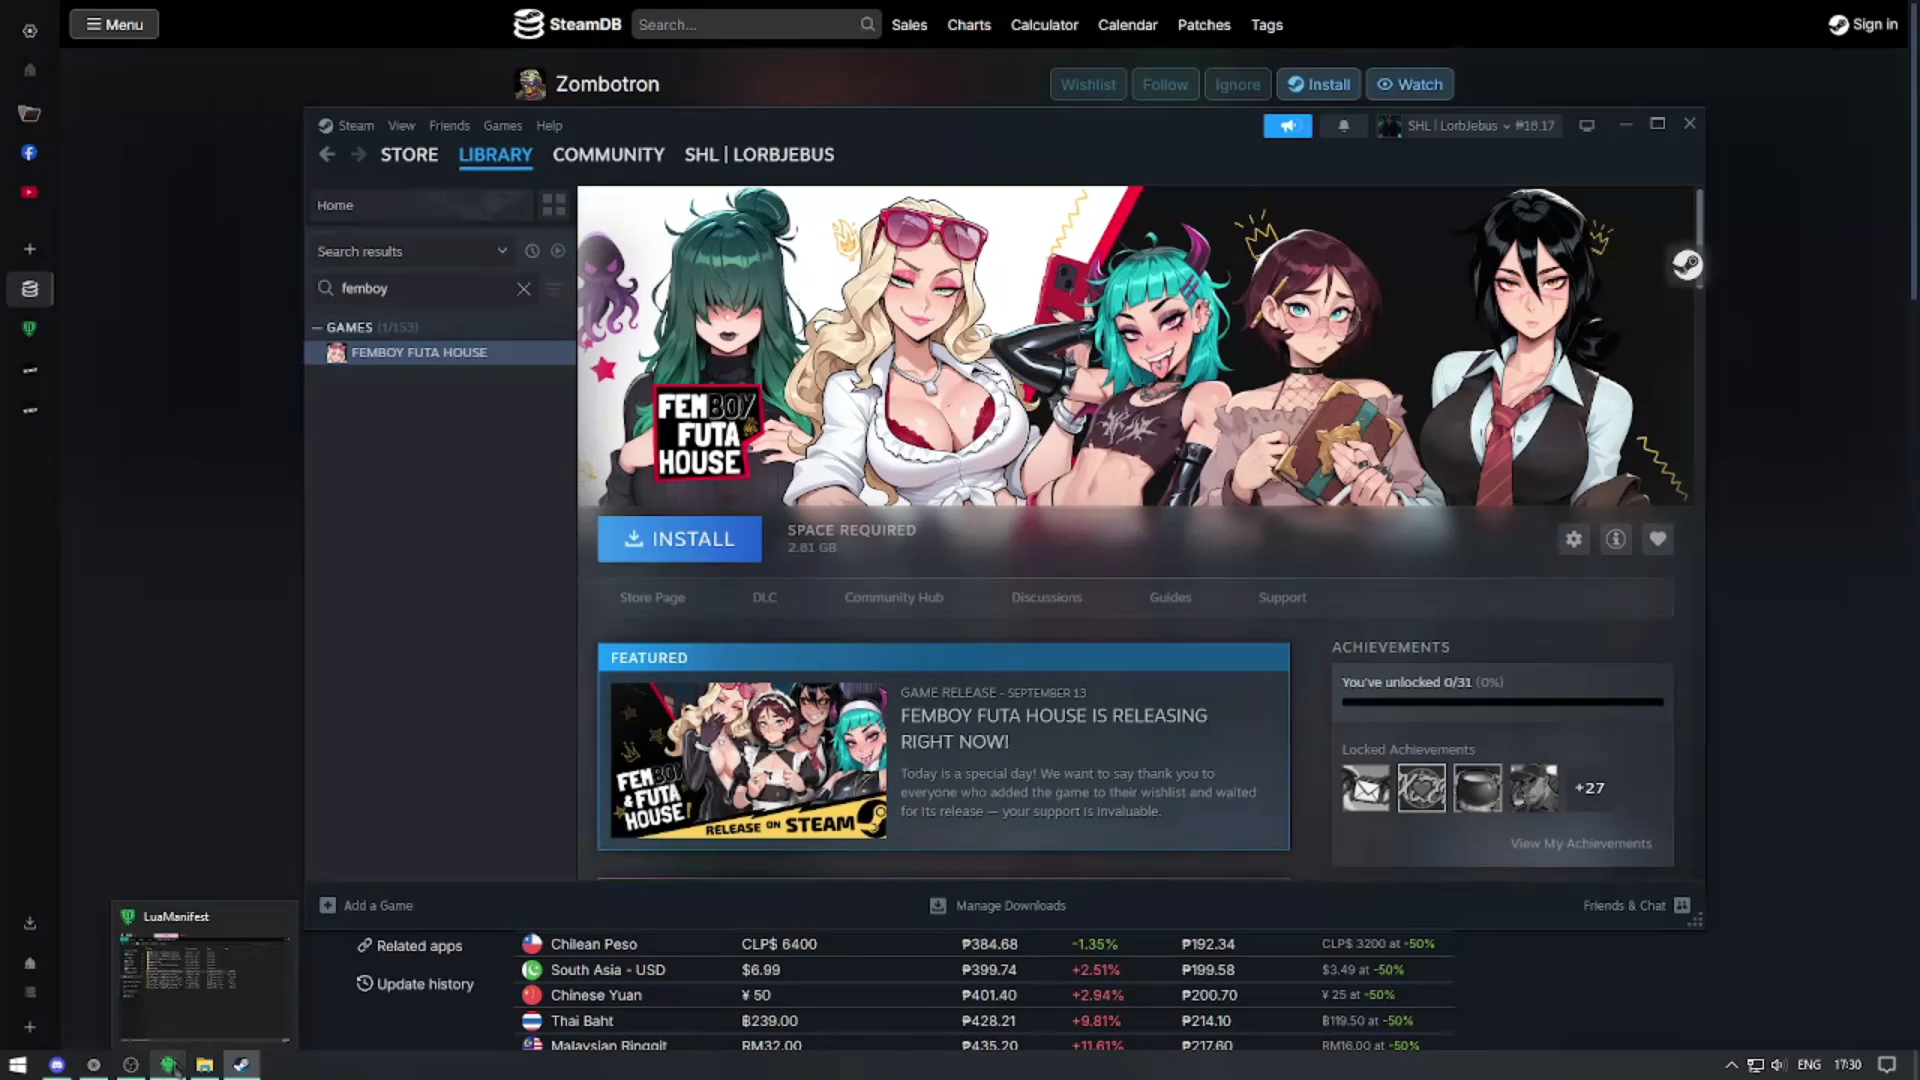 Menu
SteamDB
Search...
Sales
Charts
Calculator
Calendar
Patches
Tags
Sign in
Zombotron
Wishlist
Follow
Ignore
Install
Watch
Steam
View
Friends
Games
Help
SHL | LorbJebus
₱18.17
STORE
LIBRARY
COMMUNITY
SHL | LORBJEBUS
Home
Search results
femboy
GAMES (1/153)
FEMBOY FUTA HOUSE
FEMBOY
FUTA
HOUSE
INSTALL
SPACE REQUIRED
2.81 GB
Store Page
DLC
Community Hub
Discussions
Guides
Support
FEATURED
GAME RELEASE - SEPTEMBER 13
FEMBOY FUTA HOUSE IS RELEASING
RIGHT NOW!
Today is a special day! We want to say thank you to
everyone who added the game to their wishlist and waited
for its release — your support is invaluable.
FEMBOY
& FUTA
HOUSE!
RELEASE ON STEAM
ACHIEVEMENTS
You've unlocked 0/31 (0%)
Locked Achievements
+27
View My Achievements
Add a Game
Manage Downloads
Friends & Chat
LuaManifest
Related apps
Update history
Chilean Peso CLP$ 6400 ₱384.68 -1.35% ₱192.34 CLP$ 3200 at -50%
South Asia - USD $6.99 ₱399.74 +2.51% ₱199.58 $3.49 at -50%
Chinese Yuan ¥ 50 ₱401.40 +2.94% ₱200.70 ¥ 25 at -50%
Thai Baht ฿239.00 ₱428.21 +9.81% ₱214.10 ฿119.50 at -50%
Malaysian Ringgit RM32.00 ₱435.20 +11.61% ₱217.60 RM16.00 at -50%
ENG
17:30